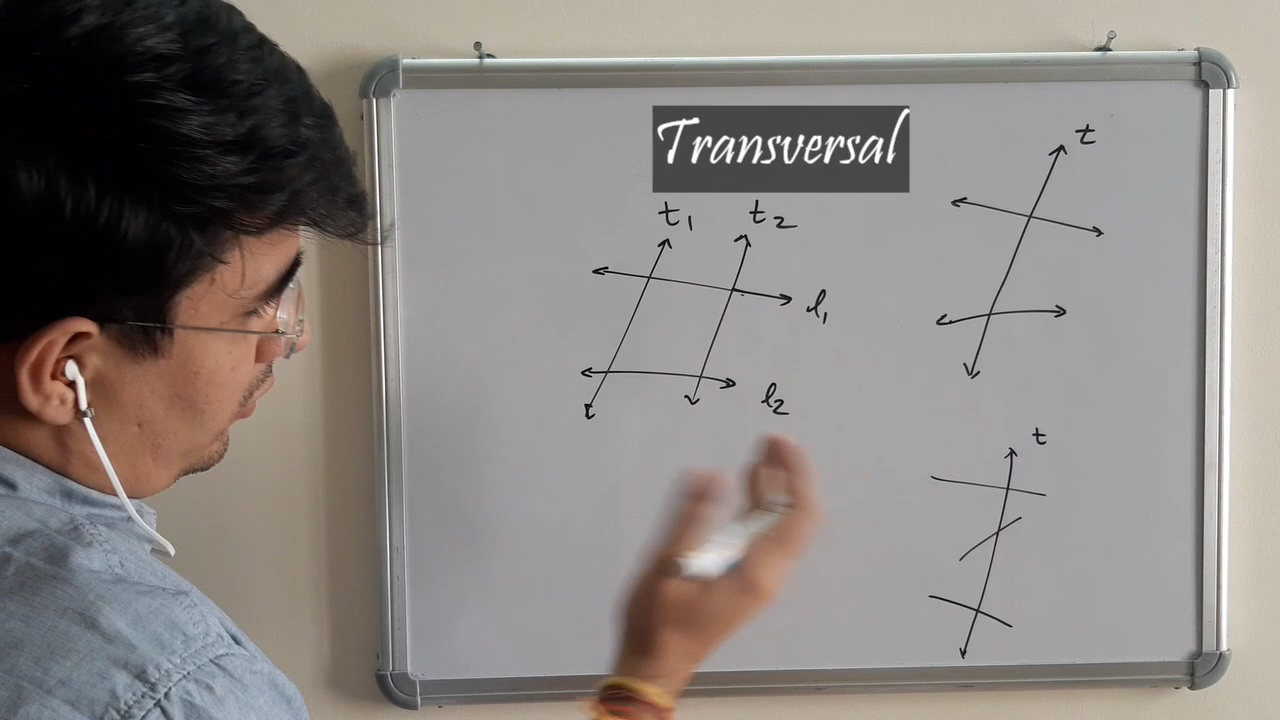 Transversal
t
t₁ t₂
l₁
l₂
t